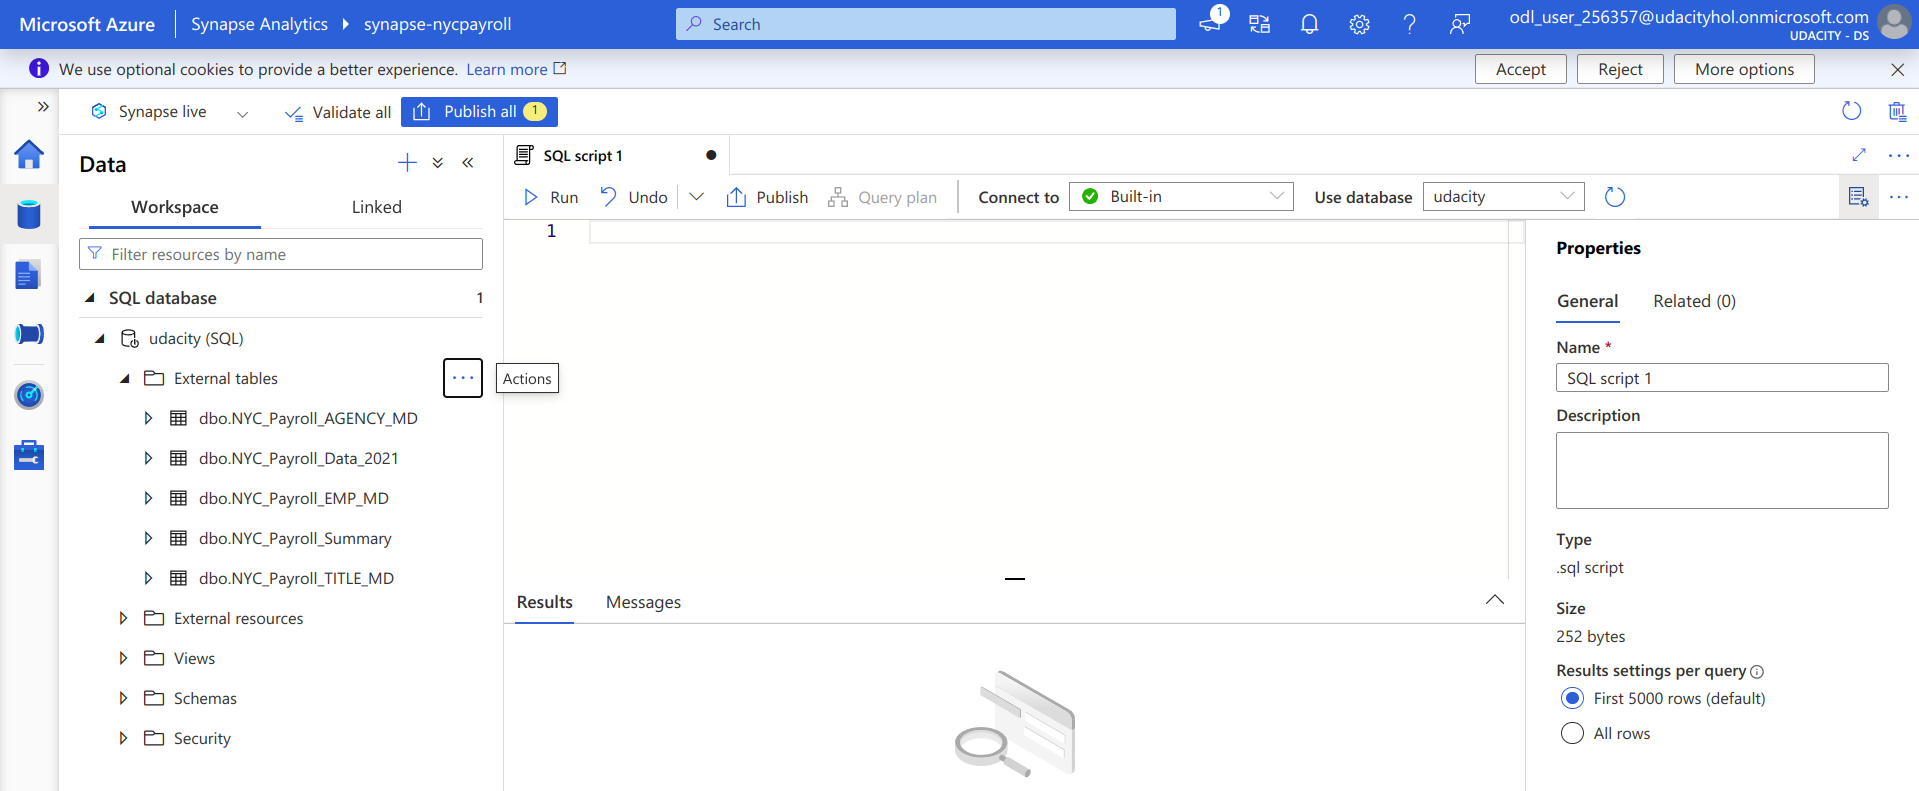 Microsoft Azure
Synapse Analytics
synapse-nycpayroll
Search
1
odl_user_256357@udacityhol.onmicrosoft.com
UDACITY - DS
We use optional cookies to provide a better experience. Learn more
Accept
Reject
More options
Synapse live
Validate all
Publish all 1
Data
Workspace
Linked
Filter resources by name
SQL database 1
udacity (SQL)
External tables
Actions
dbo.NYC_Payroll_AGENCY_MD
dbo.NYC_Payroll_Data_2021
dbo.NYC_Payroll_EMP_MD
dbo.NYC_Payroll_Summary
dbo.NYC_Payroll_TITLE_MD
External resources
Views
Schemas
Security
SQL script 1
Run
Undo
Publish
Query plan
Connect to
Built-in
Use database
udacity
1
Results
Messages
Properties
General
Related (0)
Name *
SQL script 1
Description
Type
.sql script
Size
252 bytes
Results settings per query
First 5000 rows (default)
All rows